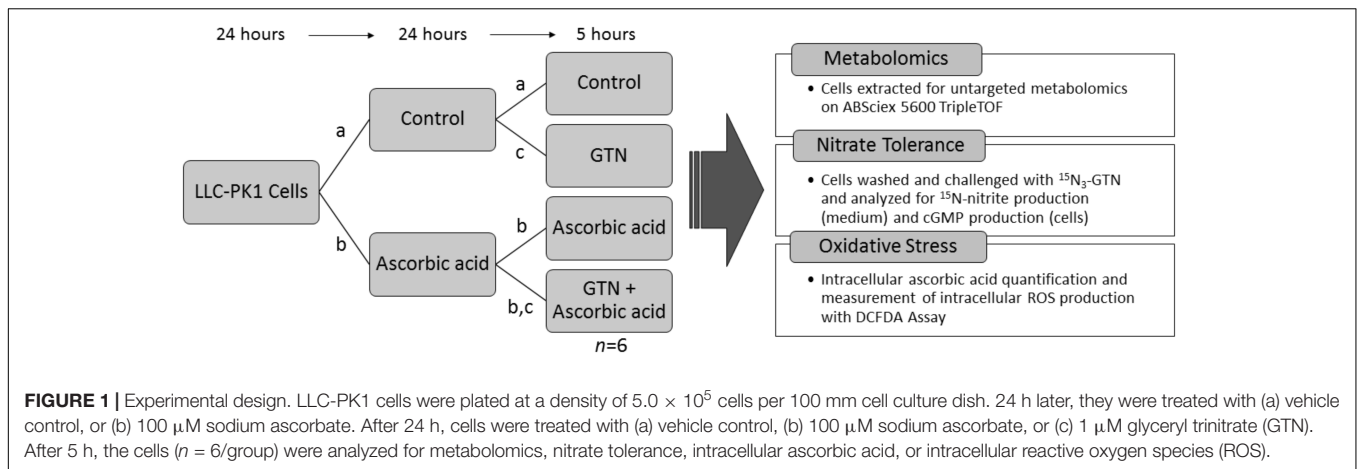 24 hours → 24 hours → 5 hours
LLC-PK1 Cells
a
b
Control
Ascorbic acid
a
c
b
b,c
Control
GTN
Ascorbic acid
GTN +
Ascorbic acid
n=6
Metabolomics
• Cells extracted for untargeted metabolomics
on ABSciex 5600 TripleTOF
Nitrate Tolerance
• Cells washed and challenged with ¹⁵N₃-GTN
and analyzed for ¹⁵N-nitrite production
(medium) and cGMP production (cells)
Oxidative Stress
• Intracellular ascorbic acid quantification and
measurement of intracellular ROS production
with DCFDA Assay
FIGURE 1 | Experimental design. LLC-PK1 cells were plated at a density of 5.0 × 10⁵ cells per 100 mm cell culture dish. 24 h later, they were treated with (a) vehicle
control, or (b) 100 μM sodium ascorbate. After 24 h, cells were treated with (a) vehicle control, (b) 100 μM sodium ascorbate, or (c) 1 μM glyceryl trinitrate (GTN).
After 5 h, the cells (n = 6/group) were analyzed for metabolomics, nitrate tolerance, intracellular ascorbic acid, or intracellular reactive oxygen species (ROS).